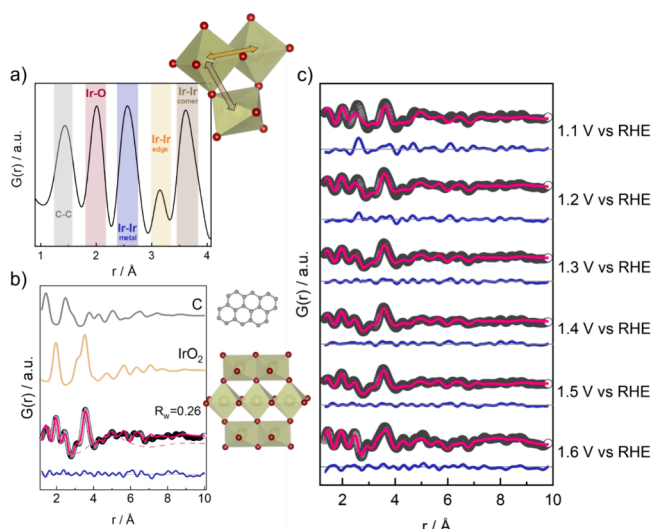 a)
Ir-O
Ir-Ir
corner
Ir-Ir
edge
C-C
Ir-Ir
metal
G(r) / a.u.
1 2 3 4
r / Å
b)
C
IrO₂
R_w=0.26
G(r) / a.u.
2 4 6 8 10
r / Å
c)
1.1 V vs RHE
1.2 V vs RHE
1.3 V vs RHE
1.4 V vs RHE
1.5 V vs RHE
1.6 V vs RHE
G(r) / a.u.
2 4 6 8 10
r / Å